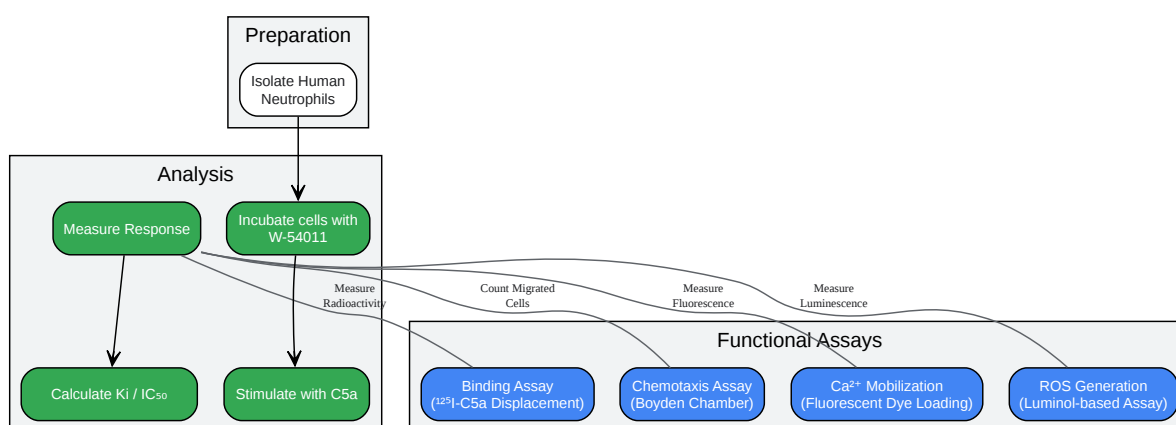 Preparation
Isolate Human
Neutrophils
Analysis
Measure Response
Incubate cells with
W-54011
Measure
Radioactivity
Count Migrated
Cells
Measure
Fluorescence
Measure
Luminescence
Functional Assays
Calculate Ki / IC₅₀
Stimulate with C5a
Binding Assay
(¹²⁵I-C5a Displacement)
Chemotaxis Assay
(Boyden Chamber)
Ca²⁺ Mobilization
(Fluorescent Dye Loading)
ROS Generation
(Luminol-based Assay)